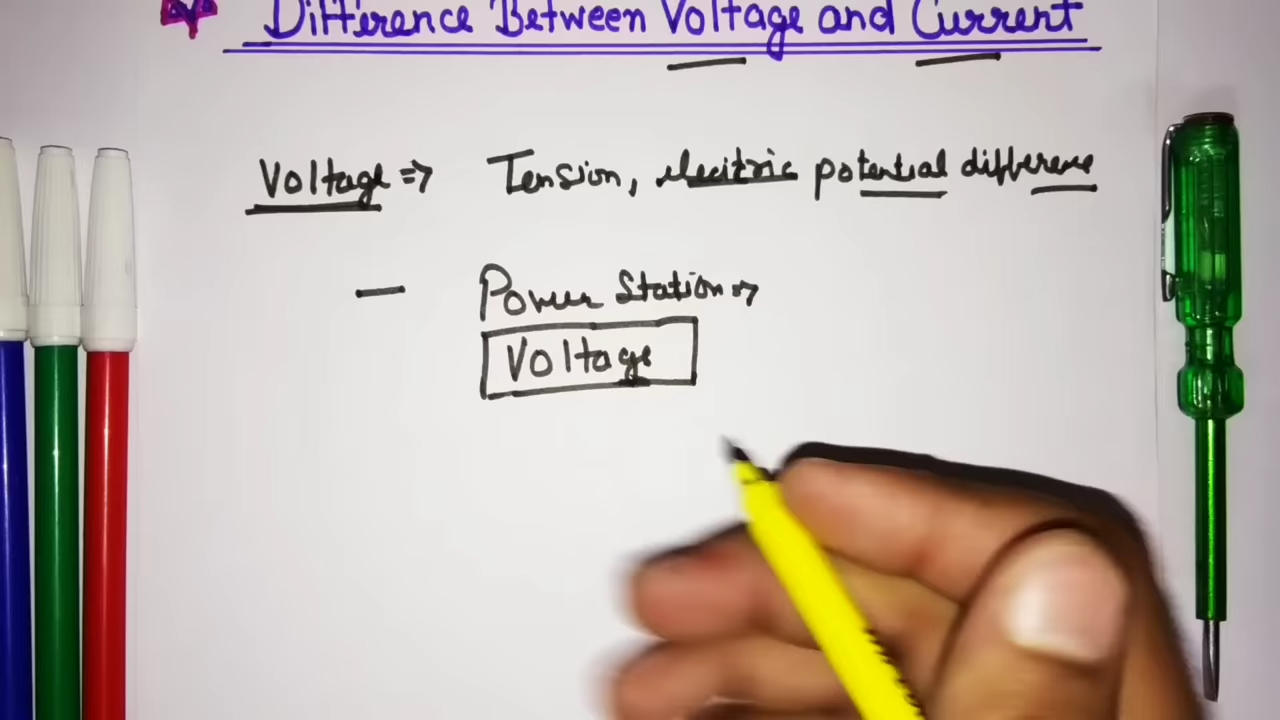 Difference Between Voltage and Current
Voltage ⇒ Tension, electric potential difference
— Power Station ⇒
Voltage